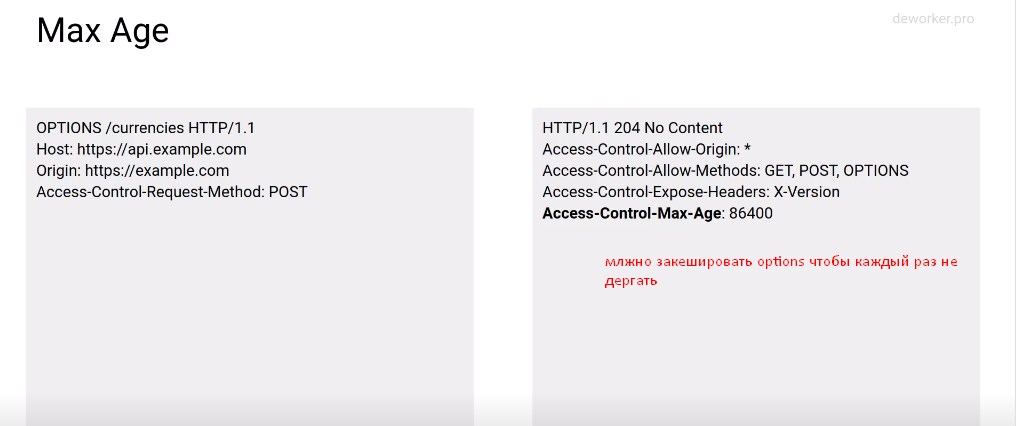 deworker.pro
Max Age
OPTIONS /currencies HTTP/1.1
Host: https://api.example.com
Origin: https://example.com
Access-Control-Request-Method: POST
HTTP/1.1 204 No Content
Access-Control-Allow-Origin: *
Access-Control-Allow-Methods: GET, POST, OPTIONS
Access-Control-Expose-Headers: X-Version
Access-Control-Max-Age: 86400
млжно закешировать options чтобы каждый раз не
дергать